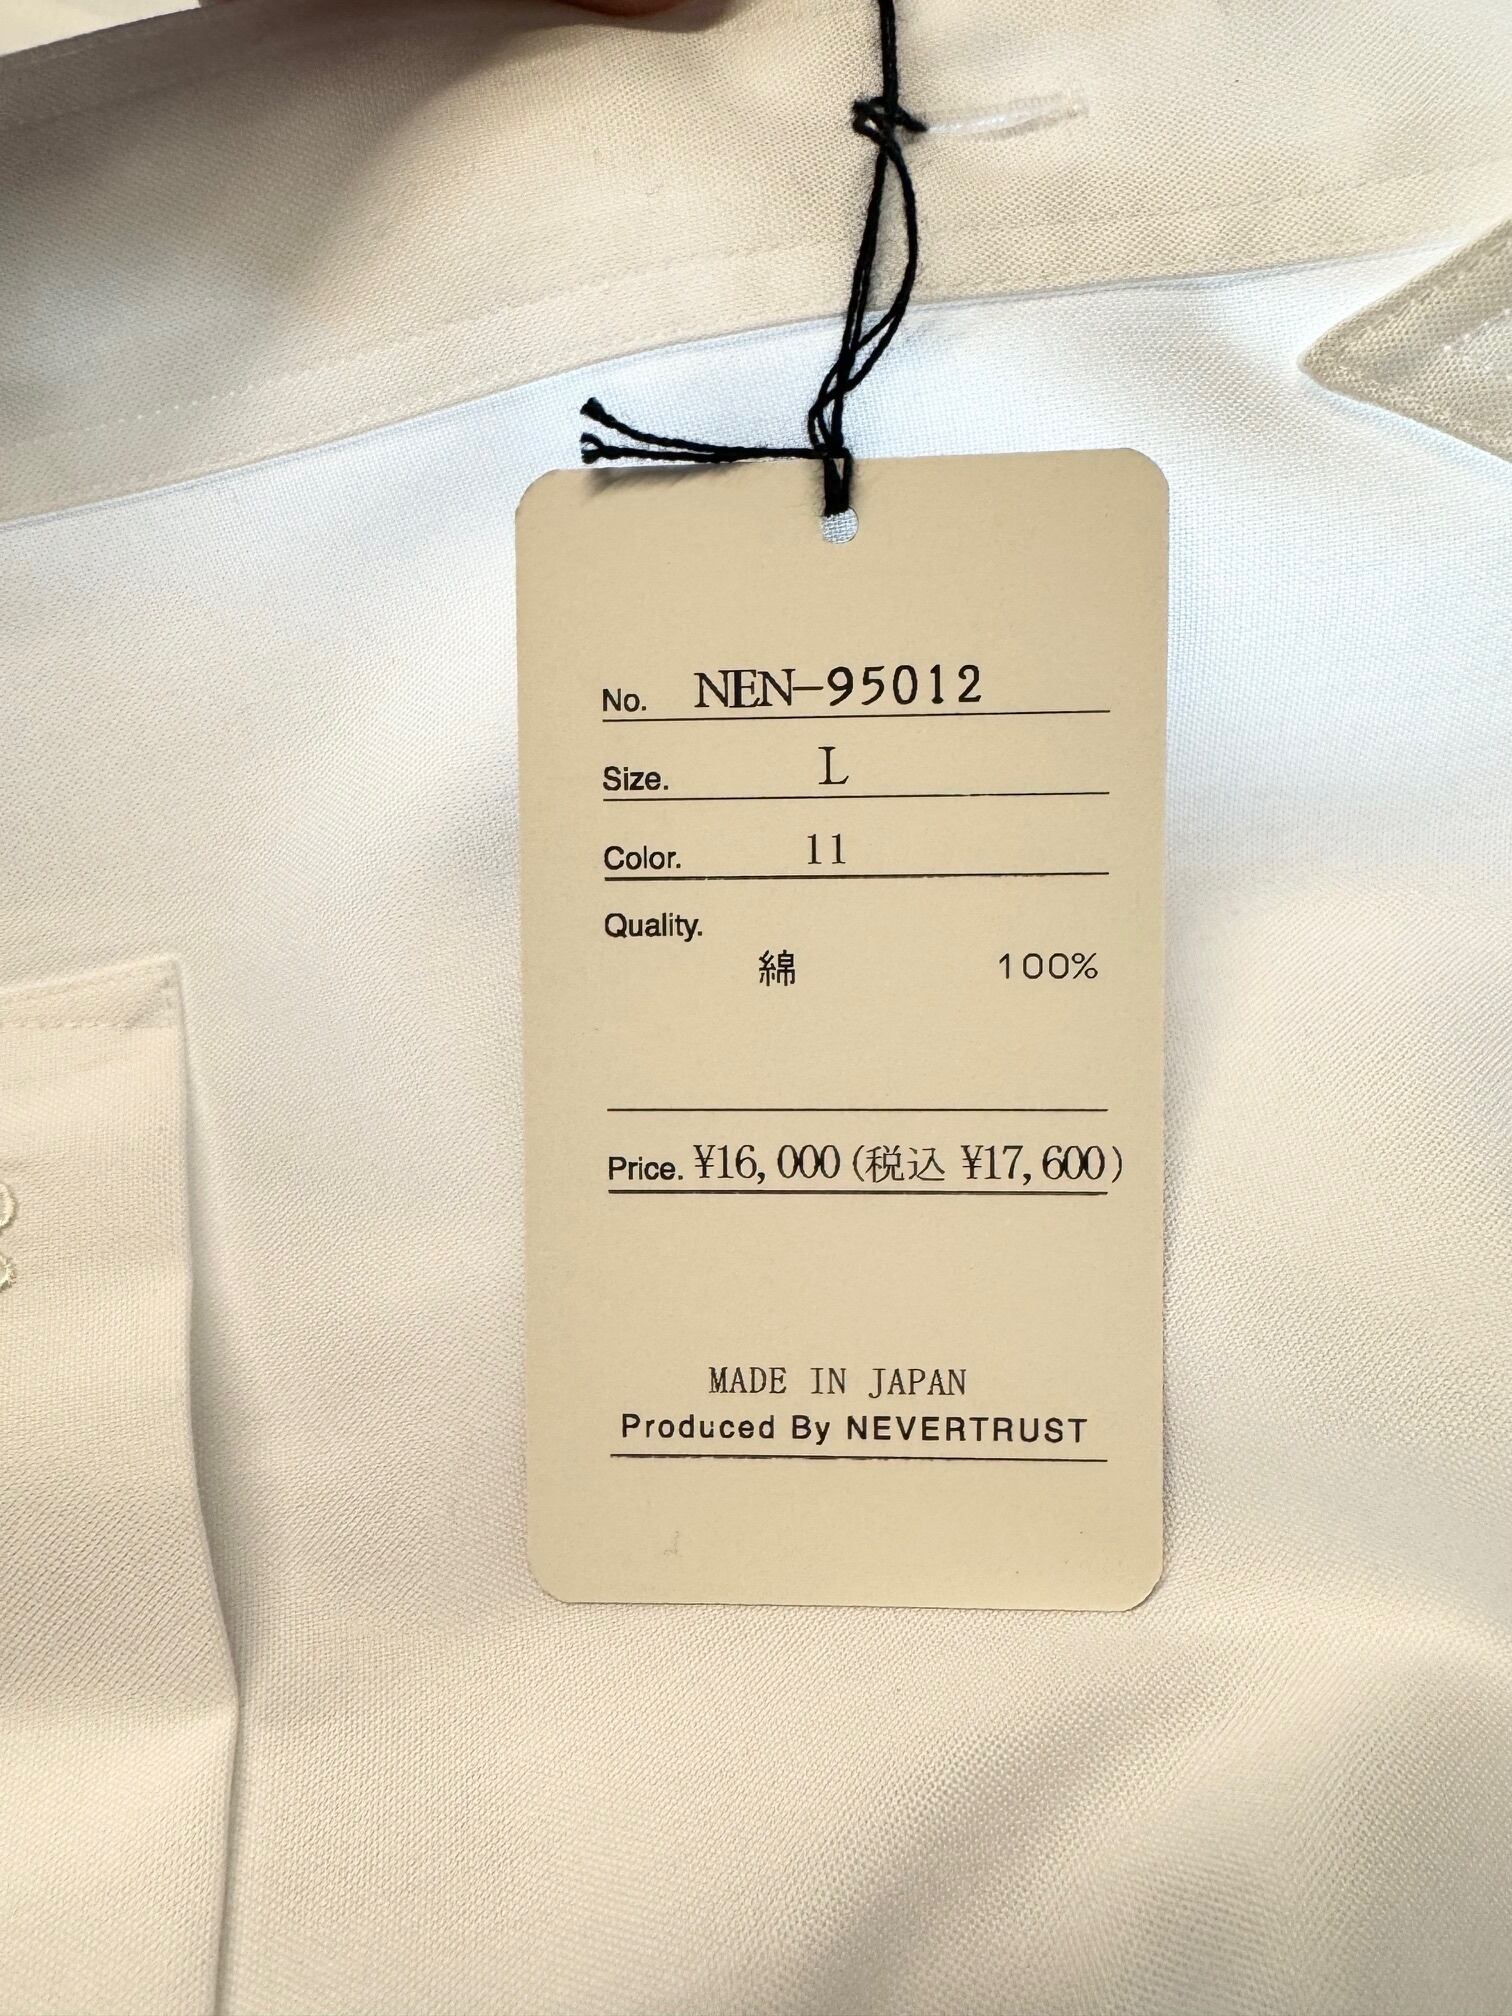 No. NEN-95012
Size. L
Color. 11
Quality.
綿 100%
Price. ¥16,000(税込 ¥17,600)
MADE IN JAPAN
Produced By NEVERTRUST